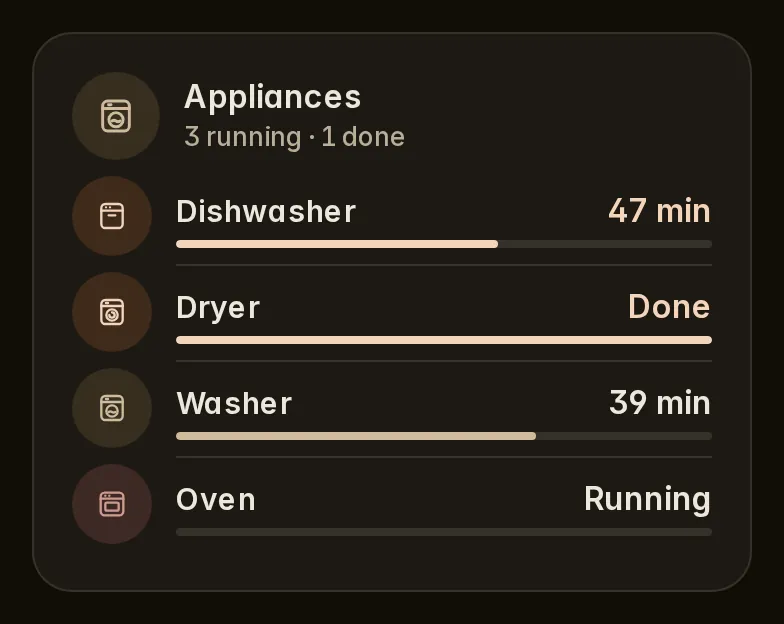 Appliances
3 running · 1 done
Dishwasher 47 min
Dryer Done
Washer 39 min
Oven Running